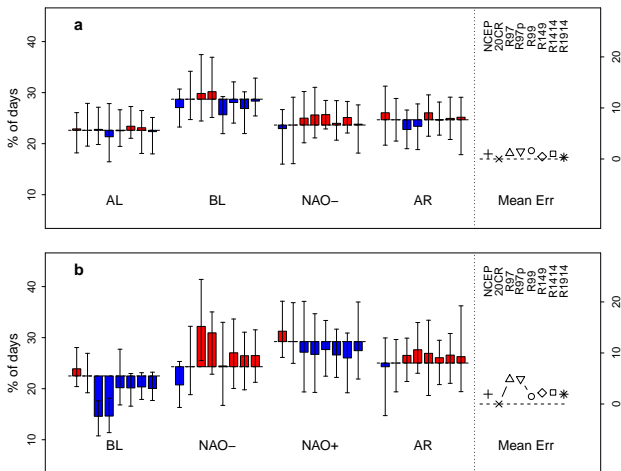 a
% of days
10
20
30
40
AL
BL
NAO−
AR
Mean Err
NCEP
20CR
R97
R97p
R99
R149
R1414
R1914
0
10
20
b
% of days
10
20
30
40
BL
NAO−
NAO+
AR
Mean Err
NCEP
20CR
R97
R97p
R99
R149
R1414
R1914
0
10
20